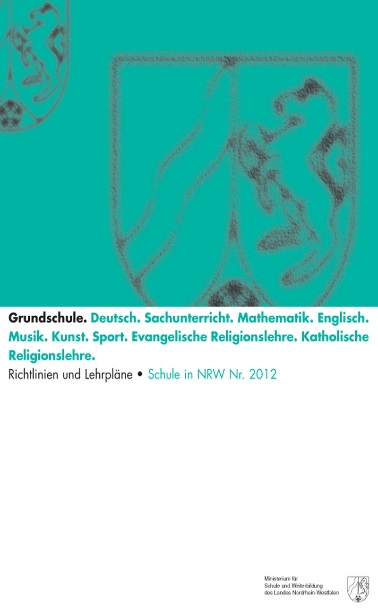 Grundschule. Deutsch. Sachunterricht. Mathematik. Englisch.
Musik. Kunst. Sport. Evangelische Religionslehre. Katholische
Religionslehre.
Richtlinien und Lehrpläne • Schule in NRW Nr. 2012
Ministerium für
Schule und Weiterbildung
des Landes Nordrhein-Westfalen